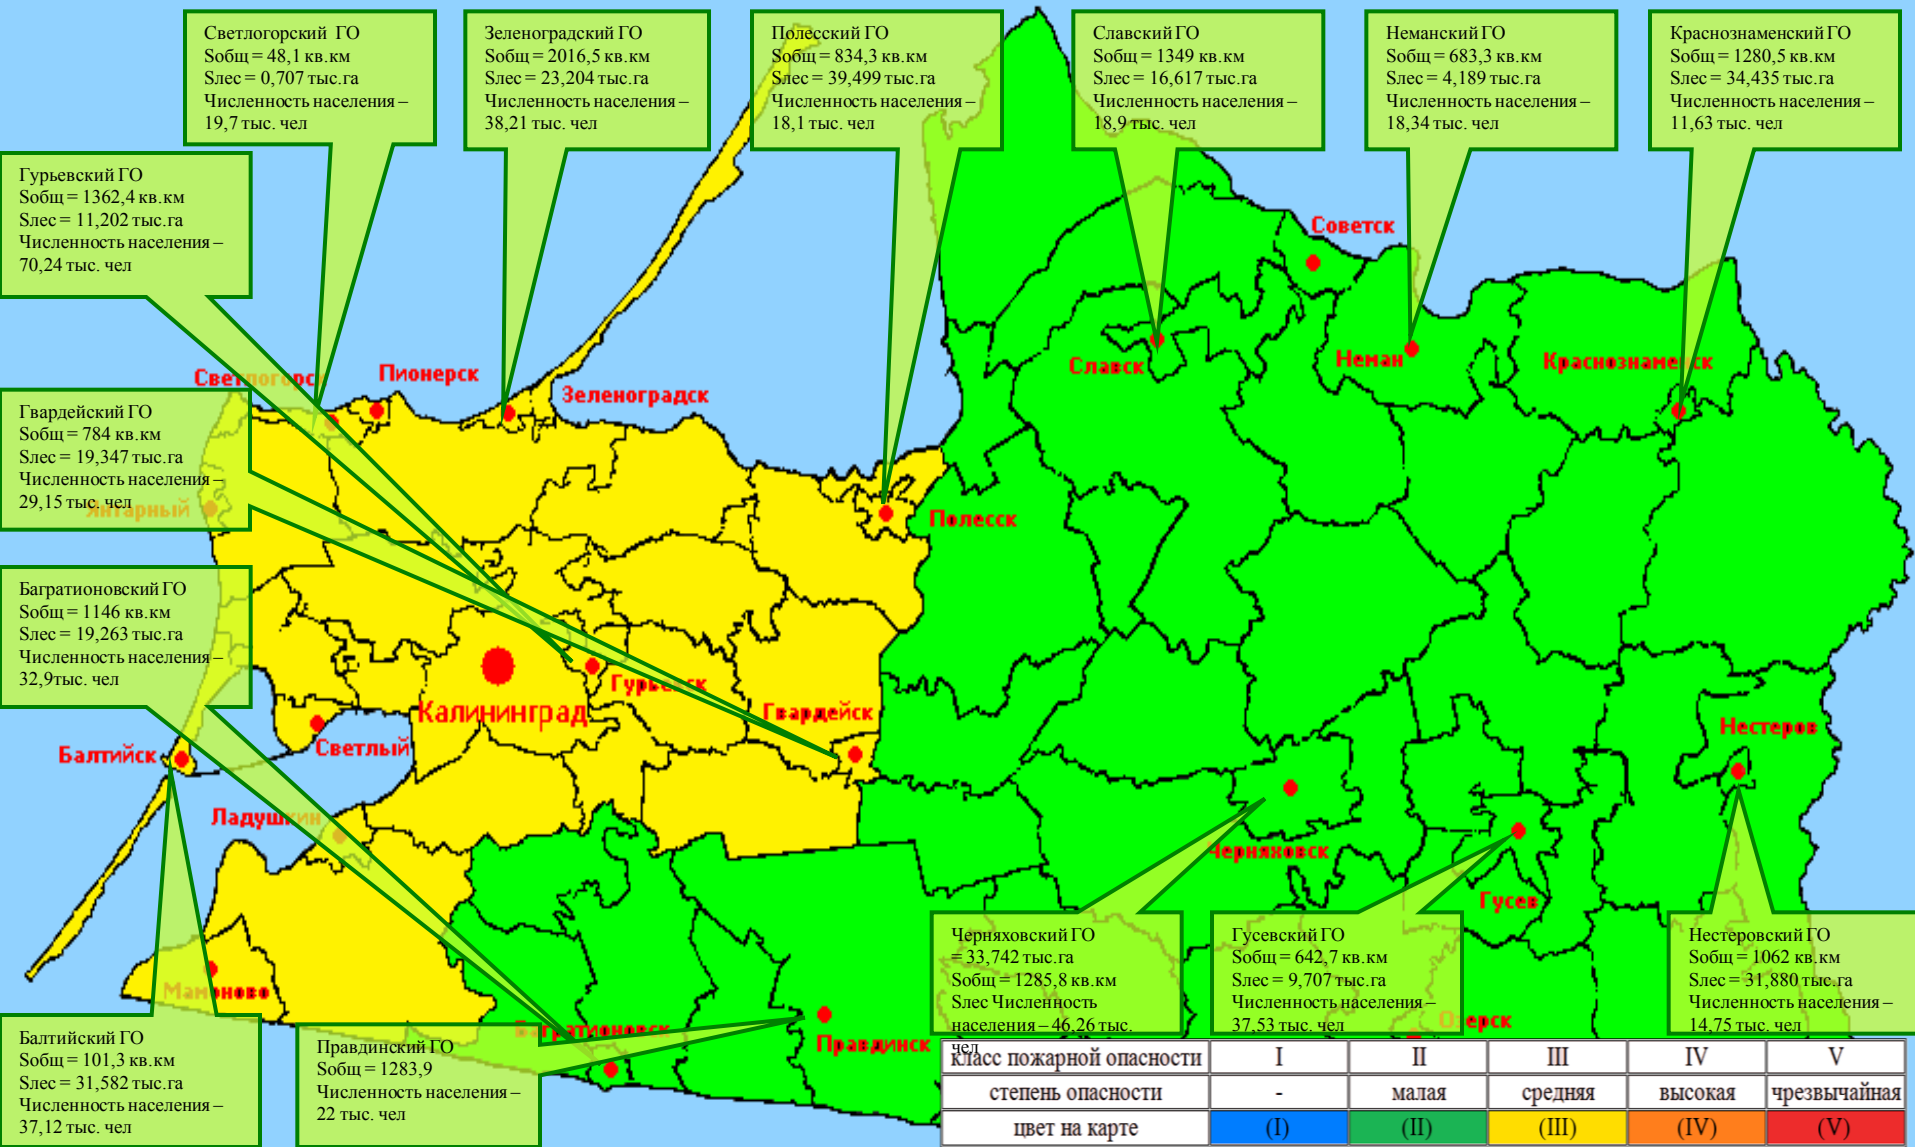 Светлогорский ГО
Sобщ = 48,1 кв.км
Sлес = 0,707 тыс.га
Численность населения –
19,7 тыс. чел
Зеленоградский ГО
Sобщ = 2016,5 кв.км
Sлес = 23,204 тыс.га
Численность населения –
38,21 тыс. чел
Полесский ГО
Sобщ = 834,3 кв.км
Sлес = 39,499 тыс.га
Численность населения –
18,1 тыс. чел
Славский ГО
Sобщ = 1349 кв.км
Sлес = 16,617 тыс.га
Численность населения –
18,9 тыс. чел
Неманский ГО
Sобщ = 683,3 кв.км
Sлес = 4,189 тыс.га
Численность населения –
18,34 тыс. чел
Краснознаменский ГО
Sобщ = 1280,5 кв.км
Sлес = 34,435 тыс.га
Численность населения –
11,63 тыс. чел
Гурьевский ГО
Sобщ = 1362,4 кв.км
Sлес = 11,202 тыс.га
Численность населения –
70,24 тыс. чел
Советск
Светлогорск
Пионерск
Зеленоградск
Славск
Неман
Краснознаменск
Гвардейский ГО
Sобщ = 784 кв.км
Sлес = 19,347 тыс.га
Численность населения –
29,15 тыс. чел
Янтарный
Полесск
Багратионовский ГО
Sобщ = 1146 кв.км
Sлес = 19,263 тыс.га
Численность населения –
32,9тыс. чел
Гурьевск
Калининград
Гвардейск
Светлый
Балтийск
Нестеров
Ладушкин
Черняховск
Гусев
Мамоново
Багратионовск
Правдинск
Озерск
Черняховский ГО
= 33,742 тыс.га
Sобщ = 1285,8 кв.км
Sлес Численность
населения – 46,26 тыс.
чел
Гусевский ГО
Sобщ = 642,7 кв.км
Sлес = 9,707 тыс.га
Численность населения –
37,53 тыс. чел
Нестеровский ГО
Sобщ = 1062 кв.км
Sлес = 31,880 тыс.га
Численность населения –
14,75 тыс. чел
Балтийский ГО
Sобщ = 101,3 кв.км
Sлес = 31,582 тыс.га
Численность населения –
37,12 тыс. чел
Правдинский ГО
Sобщ = 1283,9
Численность населения –
22 тыс. чел
класс пожарной опасности I II III IV V
степень опасности - малая средняя высокая чрезвычайная
цвет на карте (I) (II) (III) (IV) (V)